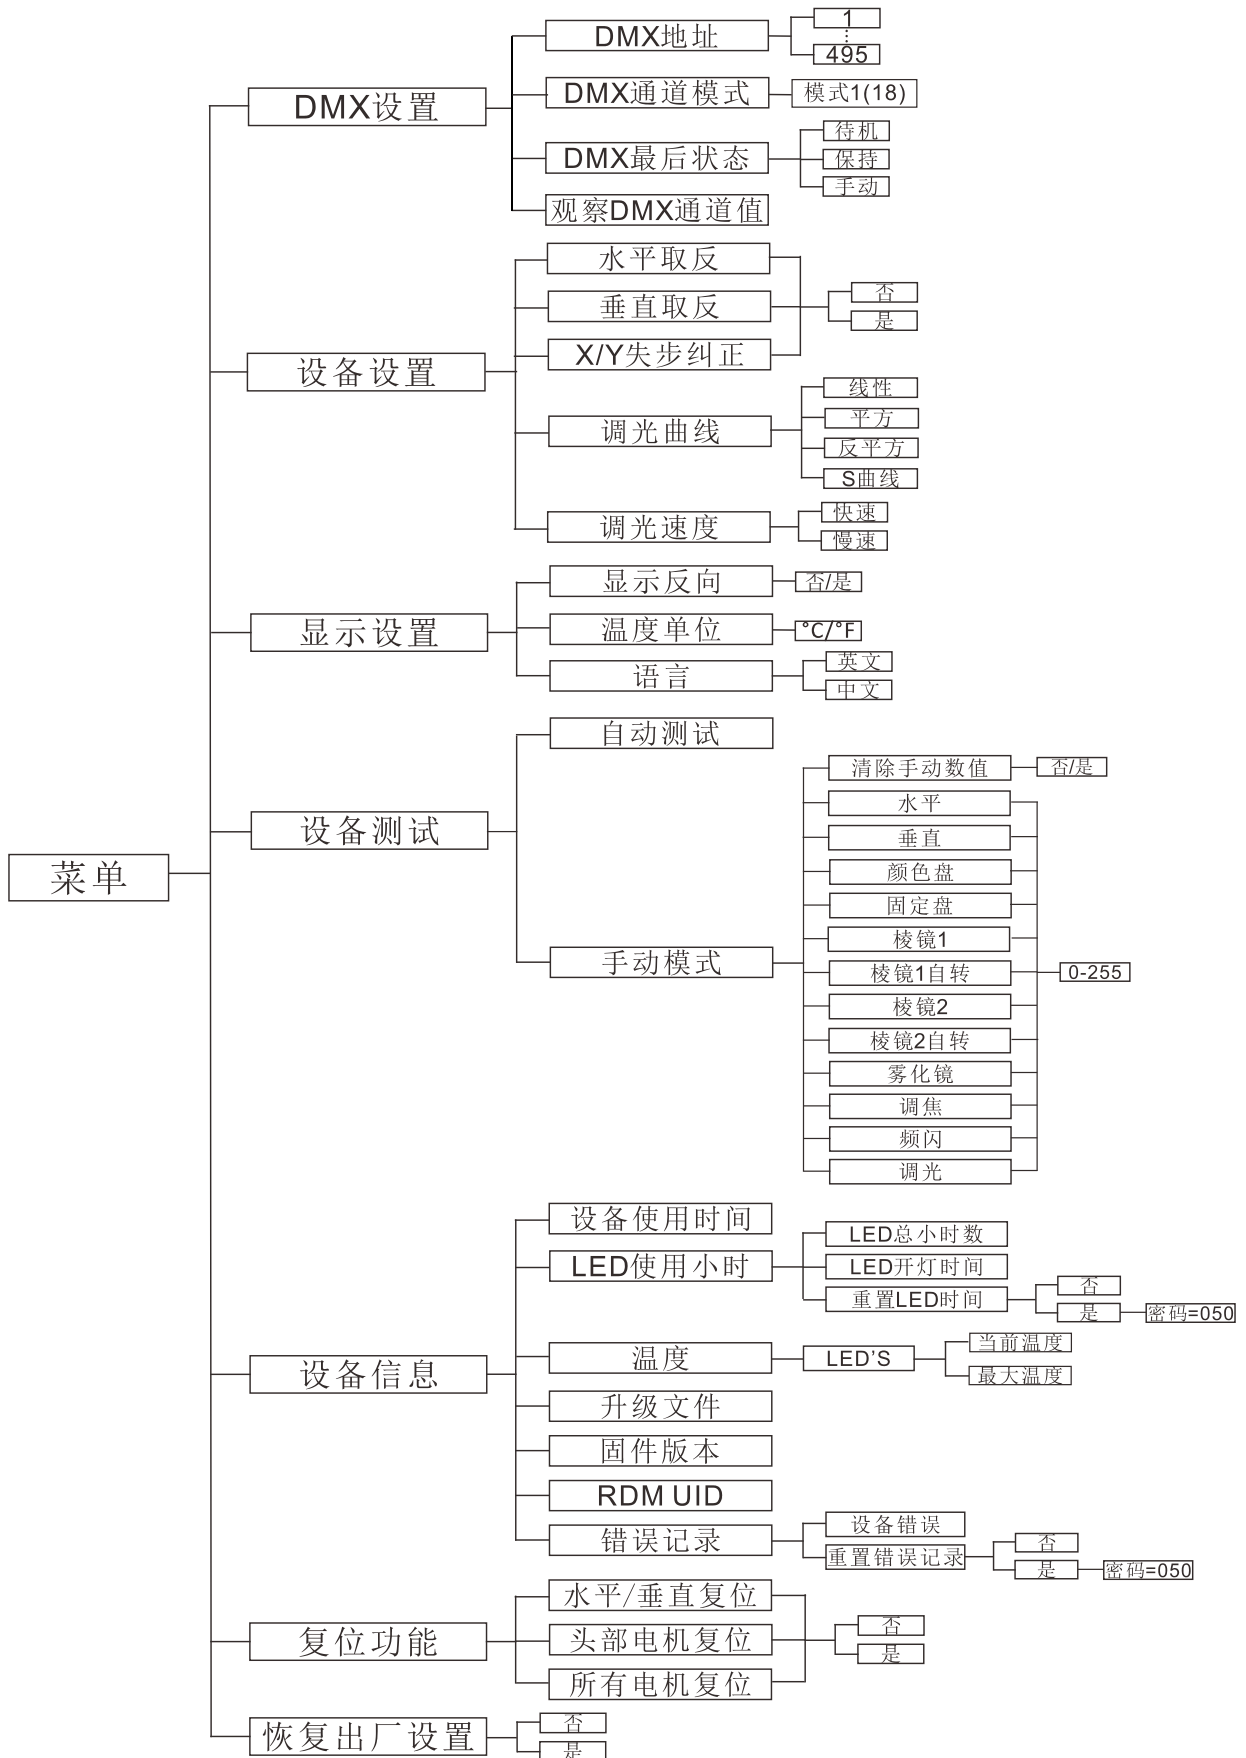 菜单
DMX设置
DMX地址
1
495
DMX通道模式
模式1(18)
DMX最后状态
待机
保持
手动
观察DMX通道值
设备设置
水平取反
垂直取反
X/Y失步纠正
否
是
调光曲线
线性
平方
反平方
S曲线
调光速度
快速
慢速
显示设置
显示反向
否/是
温度单位
°C/°F
语言
英文
中文
设备测试
自动测试
手动模式
清除手动数值
否/是
水平
垂直
颜色盘
固定盘
棱镜1
棱镜1自转
棱镜2
棱镜2自转
雾化镜
调焦
频闪
调光
0-255
设备信息
设备使用时间
LED使用小时
LED总小时数
LED开灯时间
重置LED时间
否
是
密码=050
温度
LED'S
当前温度
最大温度
升级文件
固件版本
RDM UID
错误记录
设备错误
重置错误记录
否
是
密码=050
复位功能
水平/垂直复位
头部电机复位
所有电机复位
否
是
恢复出厂设置
否
是